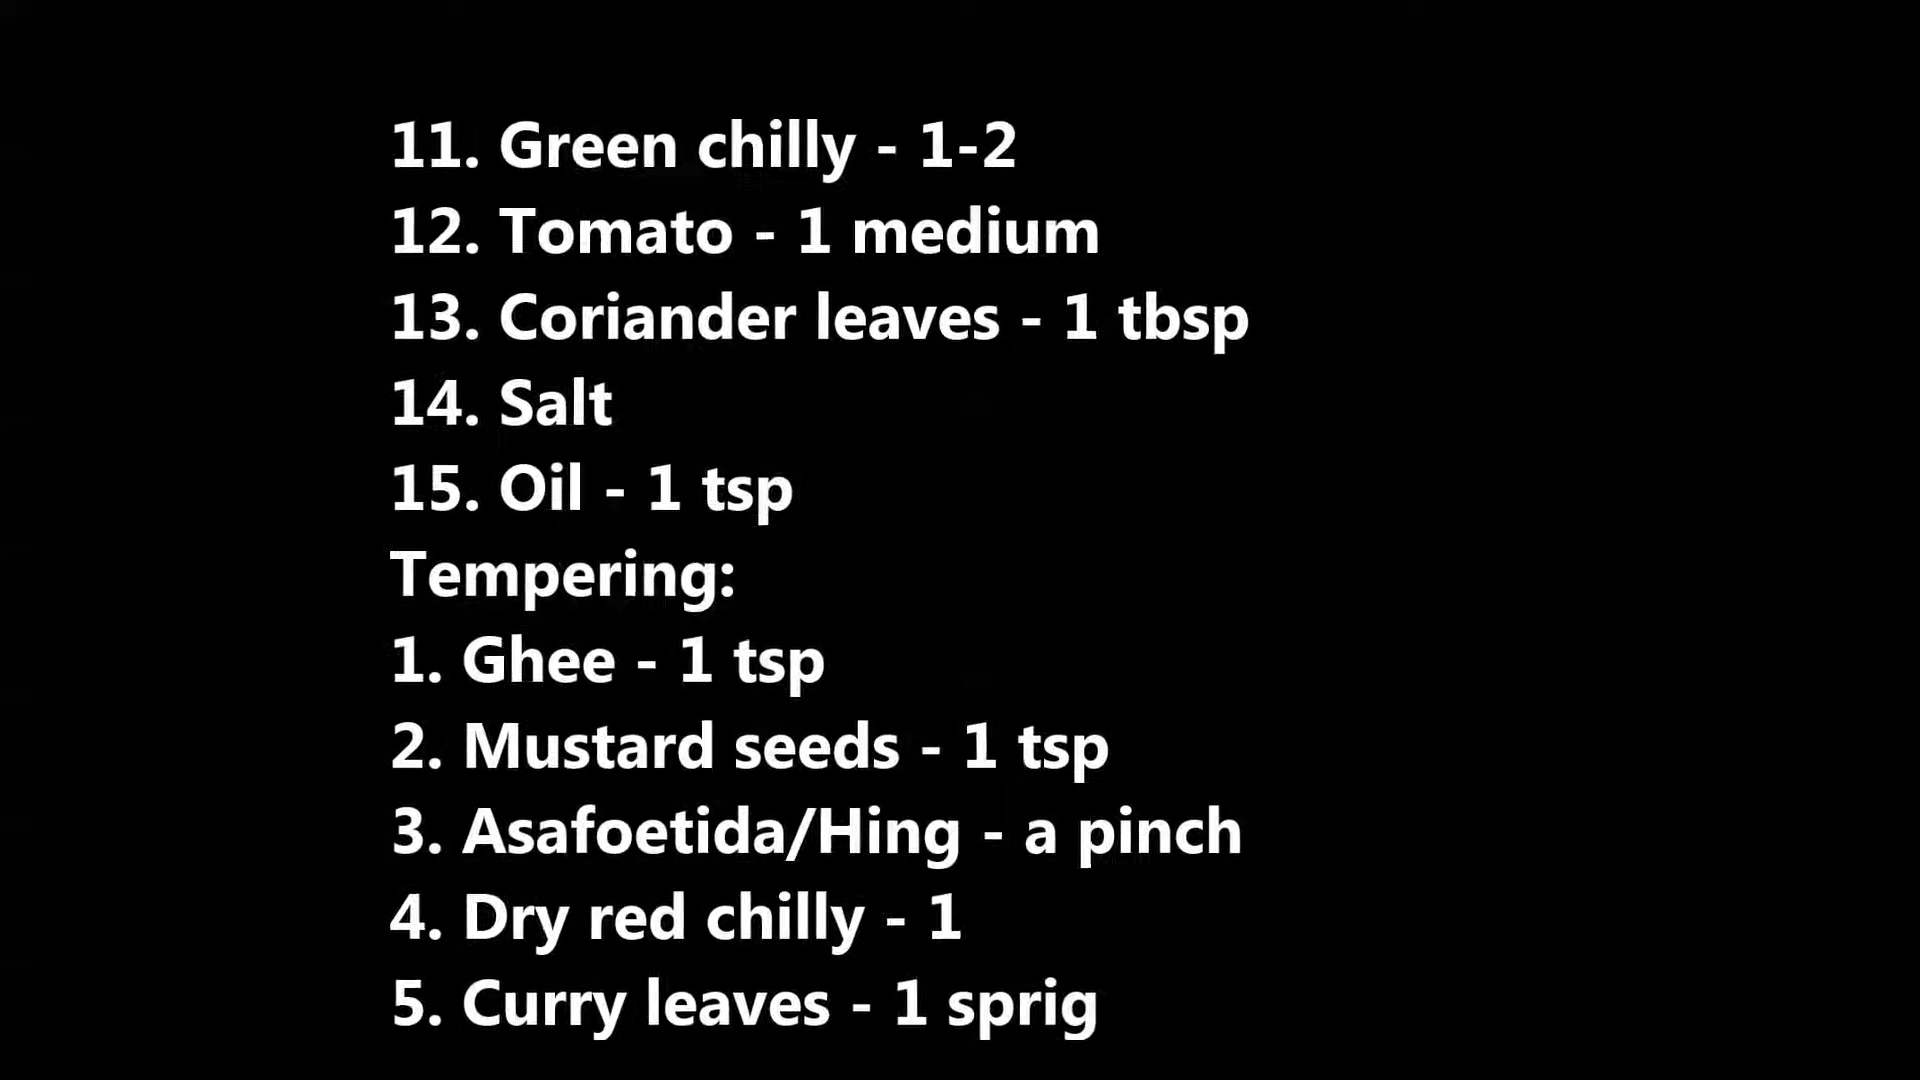 11. Green chilly - 1-2
12. Tomato - 1 medium
13. Coriander leaves - 1 tbsp
14. Salt
15. Oil - 1 tsp
Tempering:
1. Ghee - 1 tsp
2. Mustard seeds - 1 tsp
3. Asafoetida/Hing - a pinch
4. Dry red chilly - 1
5. Curry leaves - 1 sprig